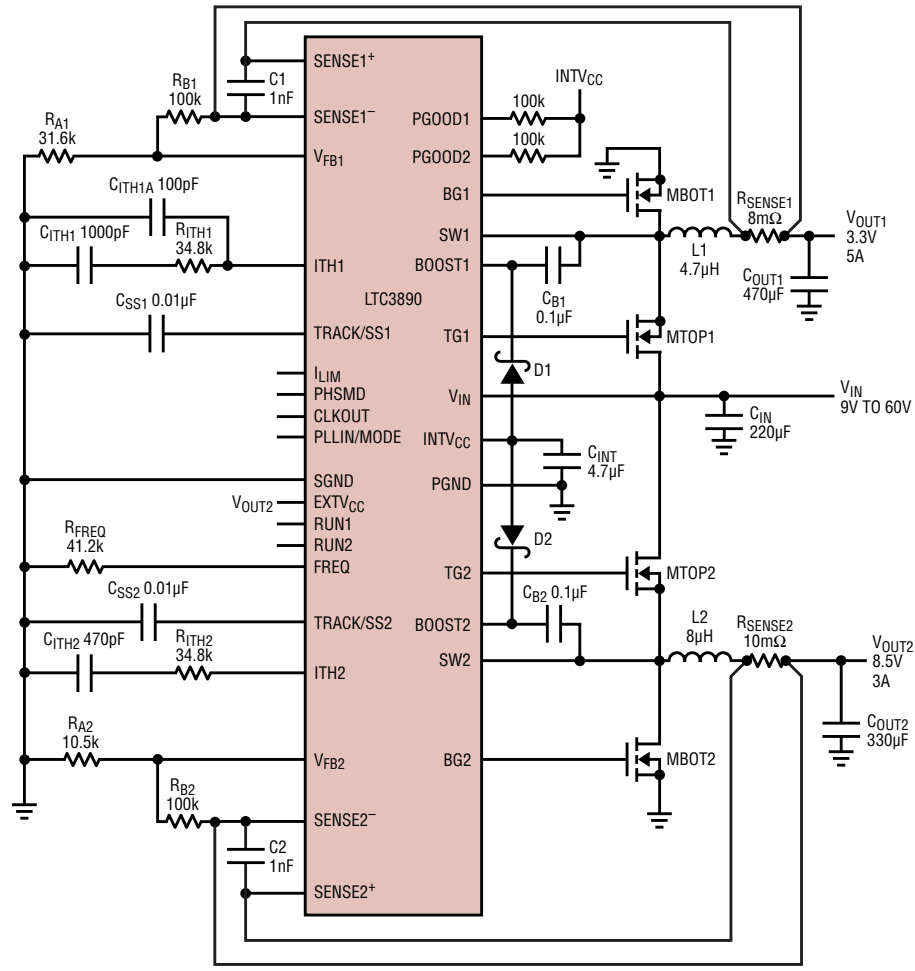 SENSE1+
C1
1nF
RB1
100k
SENSE1–
RA1
31.6k
VFB1
CITH1A 100pF
CITH1 1000pF
RITH1
34.8k
ITH1
LTC3890
CSS1 0.01µF
TRACK/SS1
ILIM
PHSMD
CLKOUT
PLLIN/MODE
SGND
VOUT2
EXTVCC
RUN1
RUN2
RFREQ
41.2k
FREQ
CSS2 0.01µF
TRACK/SS2
CITH2 470pF
RITH2
34.8k
ITH2
RA2
10.5k
VFB2
RB2
100k
SENSE2–
C2
1nF
SENSE2+
INTVCC
100k
PGOOD1
100k
PGOOD2
BG1
MBOT1
SW1
L1
4.7µH
RSENSE1
8mΩ
VOUT1
3.3V
5A
COUT1
470µF
BOOST1
CB1
0.1µF
TG1
MTOP1
D1
VIN
VIN
9V TO 60V
CIN
220µF
INTVCC
CINT
4.7µF
PGND
D2
TG2
MTOP2
CB2 0.1µF
BOOST2
L2
8µH
RSENSE2
10mΩ
SW2
VOUT2
8.5V
3A
COUT2
330µF
BG2
MBOT2